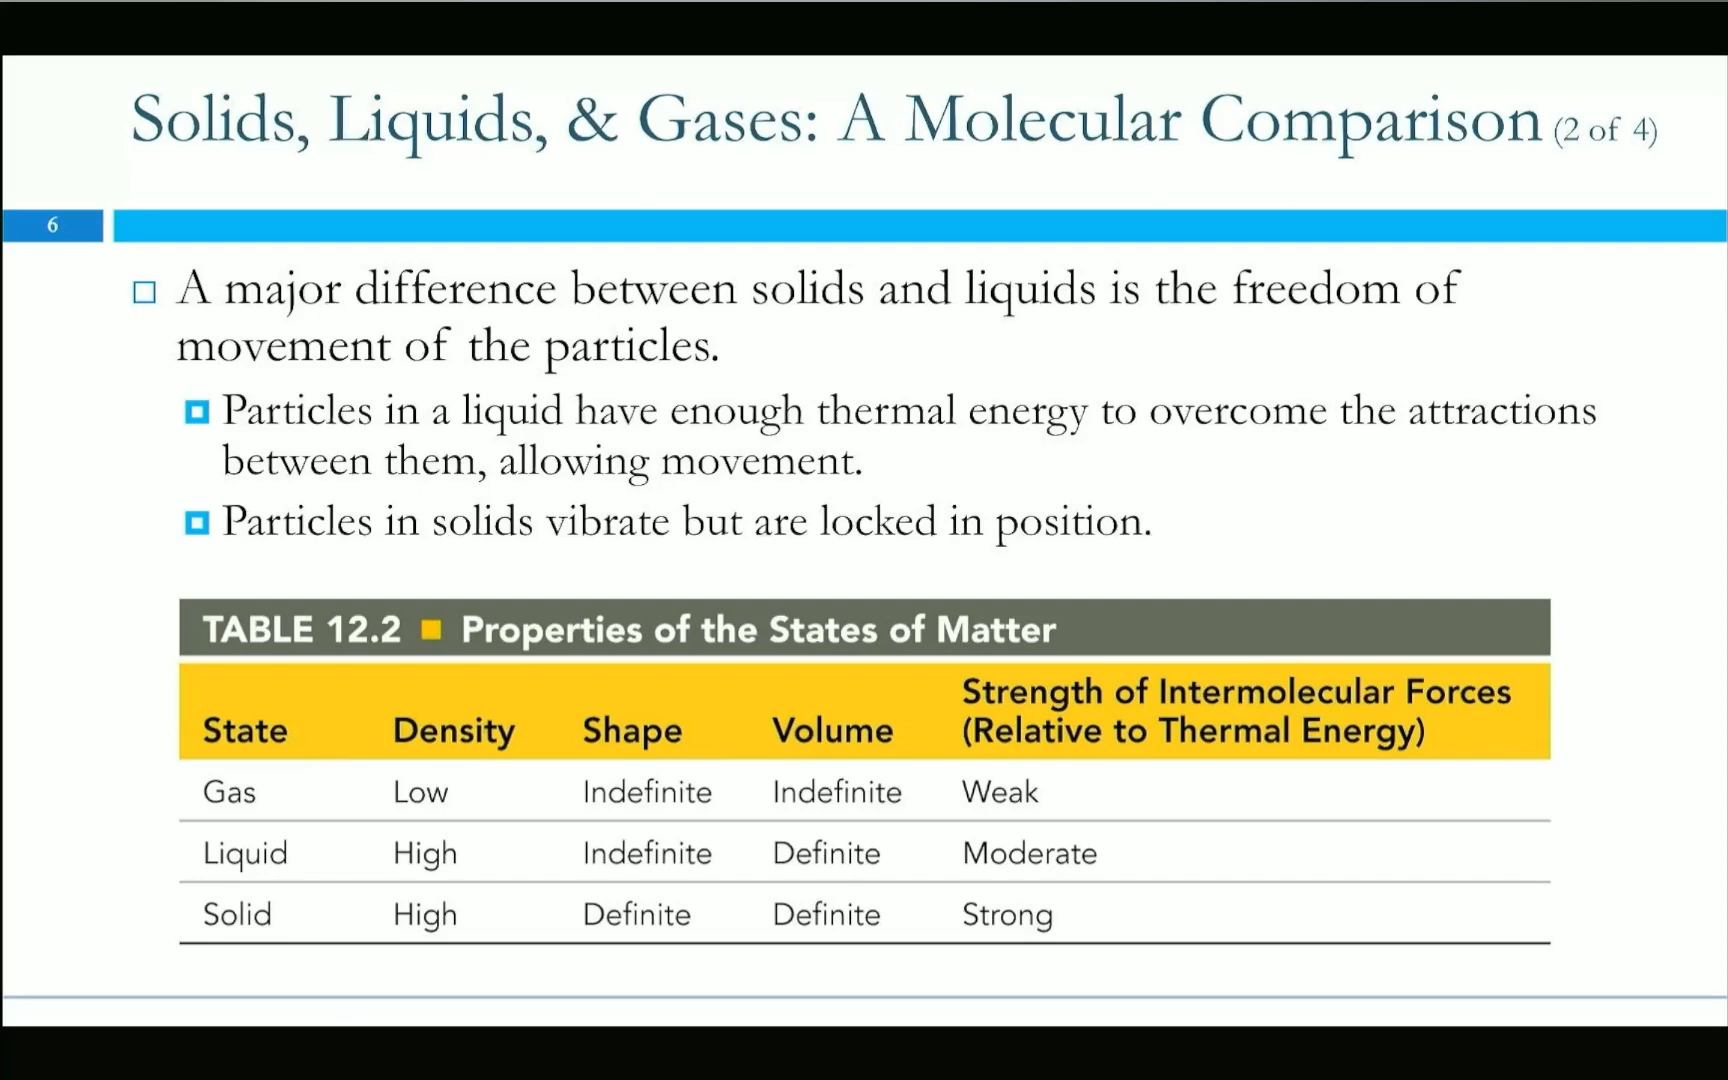 Solids, Liquids, & Gases: A Molecular Comparison (2 of 4)
6
A major difference between solids and liquids is the freedom of
movement of the particles.
Particles in a liquid have enough thermal energy to overcome the attractions
between them, allowing movement.
Particles in solids vibrate but are locked in position.
TABLE 12.2 ■ Properties of the States of Matter
Strength of Intermolecular Forces
State Density Shape Volume (Relative to Thermal Energy)
Gas Low Indefinite Indefinite Weak
Liquid High Indefinite Definite Moderate
Solid High Definite Definite Strong